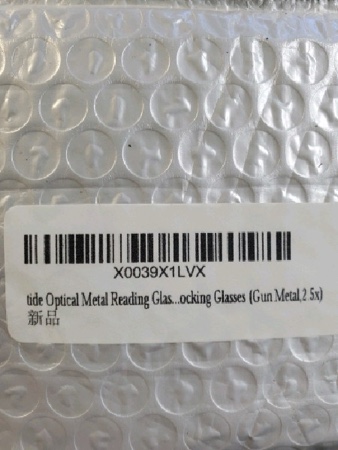 X0039X1LVX
tide Optical Metal Reading Glas...ocking Glasses (Gun Metal,2.5x)
新品